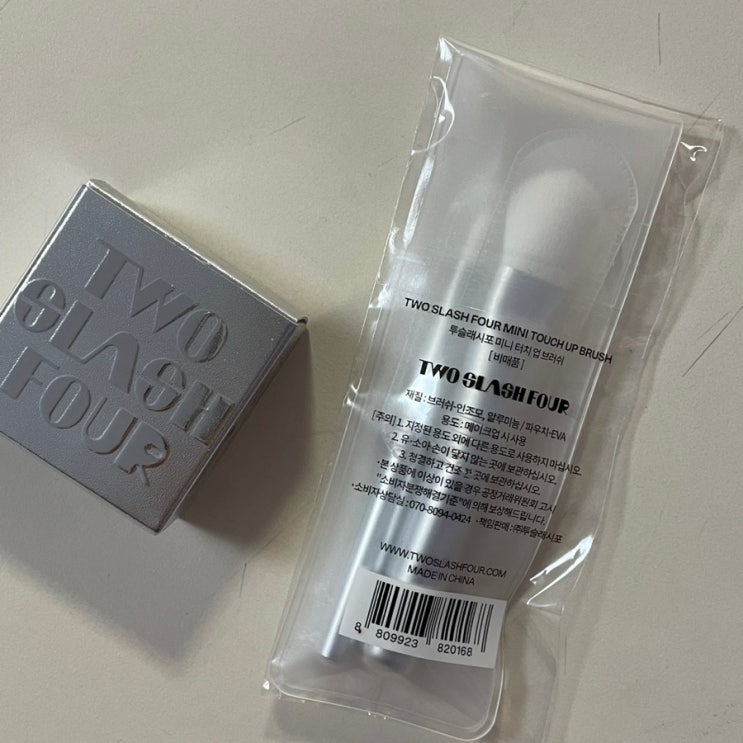 TWO
SLASH
FOUR
TWO SLASH FOUR MINI TOUCH UP BRUSH
투슬래시포 미니 터치 업 브러쉬
[비매품]
TWO SLASH FOUR
재질 : 브러쉬-인조모, 알루미늄 / 파우치-EVA
용도 : 메이크업 시 사용
[주의] 1. 지정된 용도 외에 다른 용도로 사용하지 마십시오.
2. 유·소아 손이 닿지 않는 곳에 보관하십시오.
3. 청결하고 건조한 곳에 보관하십시오.
·본 상품에 이상이 있을 경우 공정거래위원회 고시
"소비자분쟁해결기준"에 의해 보상해드립니다.
·소비자상담실 : 070-8094-0424 ·책임판매 : ㈜투슬래시포
WWW.TWOSLASHFOUR.COM
MADE IN CHINA
8 809923 820168